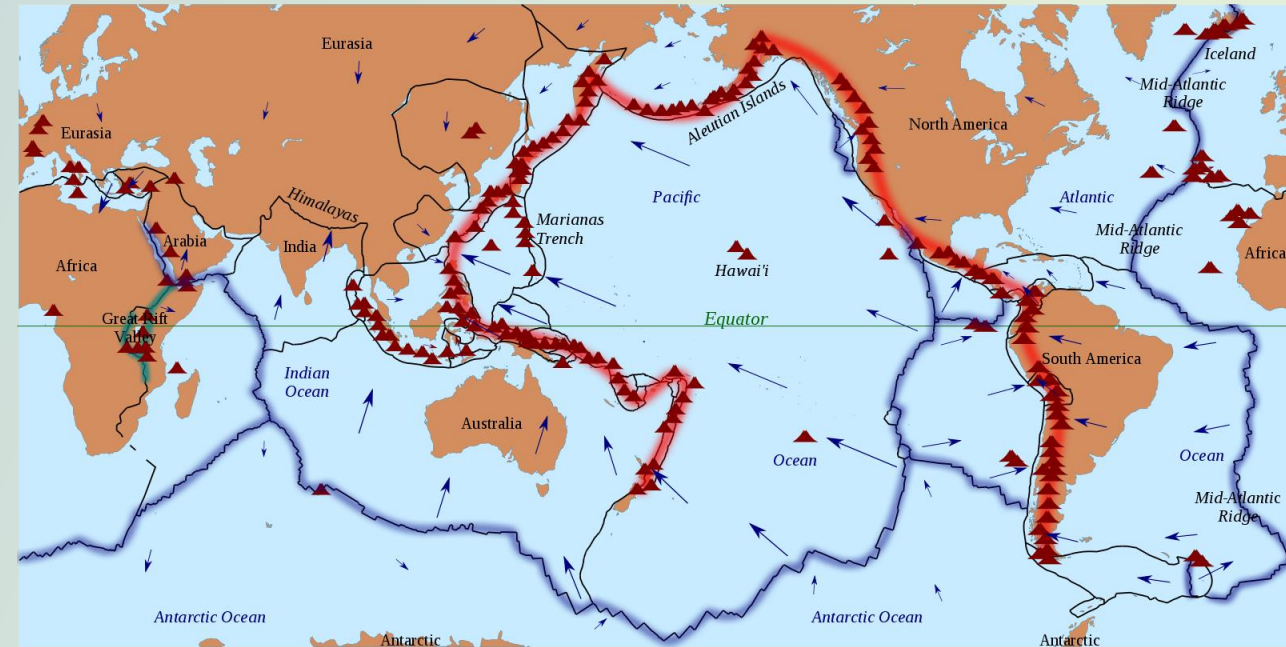 Eurasia
Iceland
Mid-Atlantic
Ridge
Aleutian Islands
North America
Eurasia
Himalayas
Pacific
Atlantic
Marianas
Trench
Arabia
India
Mid-Atlantic
Ridge
Africa
Africa
Hawai'i
Great Rift
Valley
Equator
South America
Indian
Ocean
Australia
Ocean
Ocean
Mid-Atlantic
Ridge
Antarctic Ocean
Antarctic Ocean
Antarctic
Antarctic